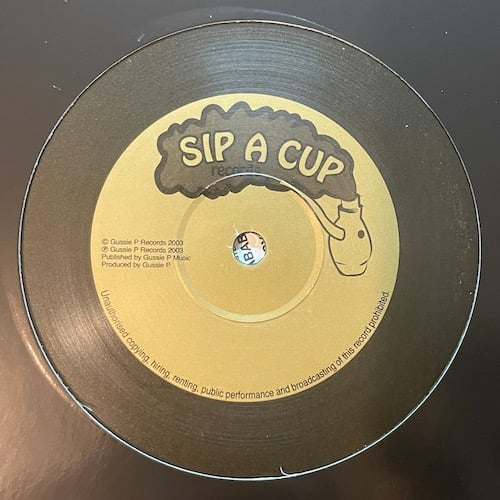 SIP A CUP
records
© Gussie P Records 2003
℗ Gussie P Records 2003
Published by Gussie P Music
Produced by Gussie P
Unauthorised copying, hiring, renting, public performance and broadcasting of this record prohibited.